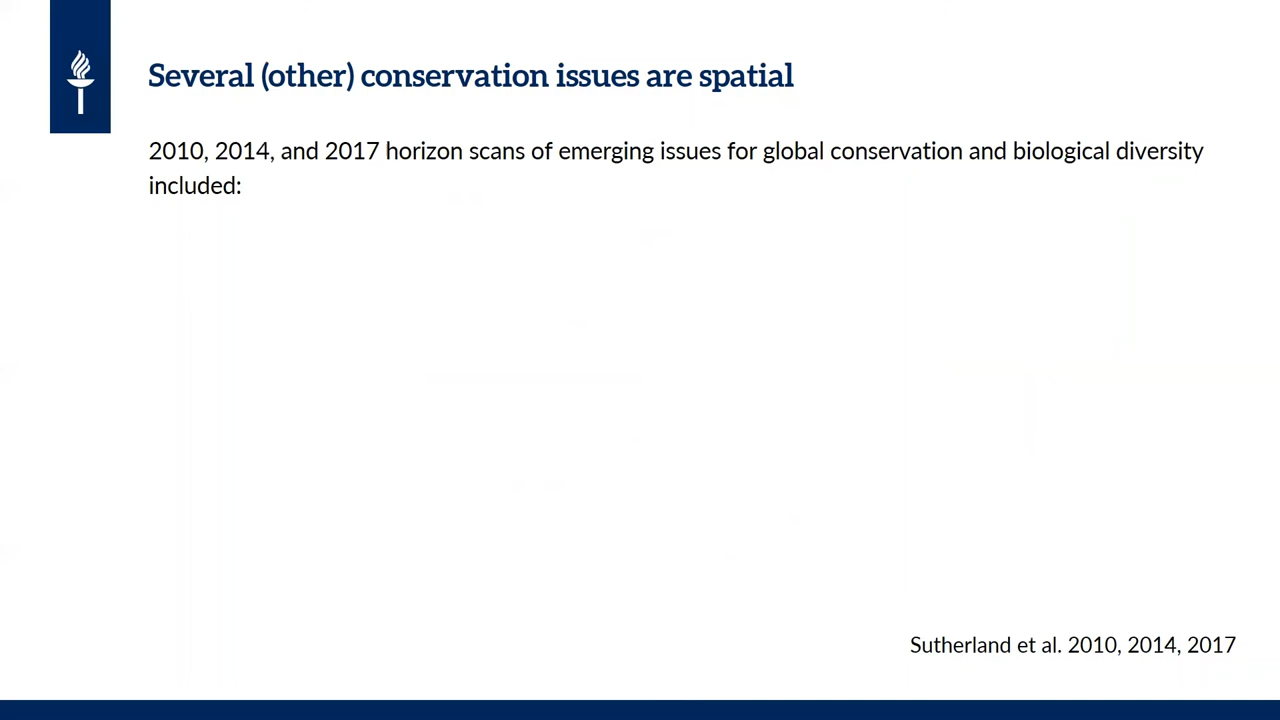 Several (other) conservation issues are spatial
2010, 2014, and 2017 horizon scans of emerging issues for global conservation and biological diversity
included:
Sutherland et al. 2010, 2014, 2017